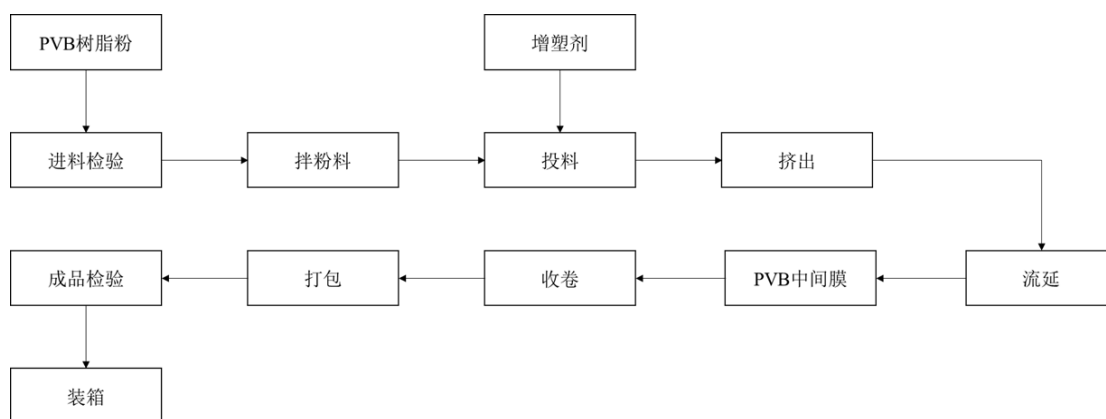 PVB树脂粉
增塑剂
进料检验
拌粉料
投料
挤出
成品检验
打包
收卷
PVB中间膜
流延
装箱